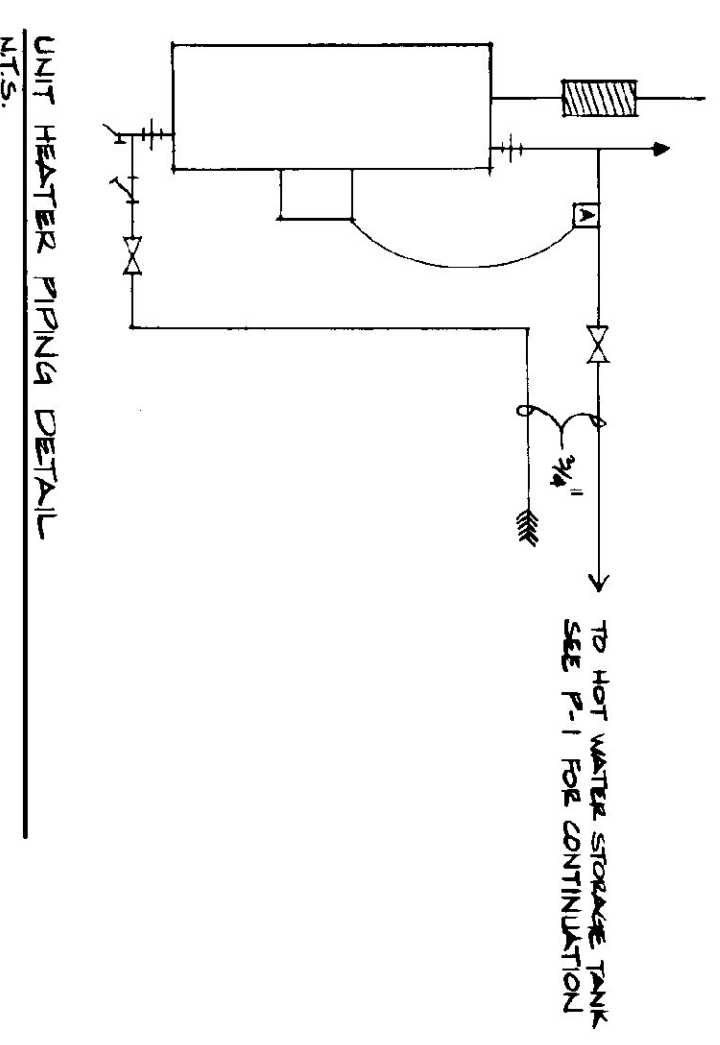 A
3/4"
TO HOT WATER STORAGE TANK
SEE P-1 FOR CONTINUATION
UNIT HEATER PIPING DETAIL
N.T.S.